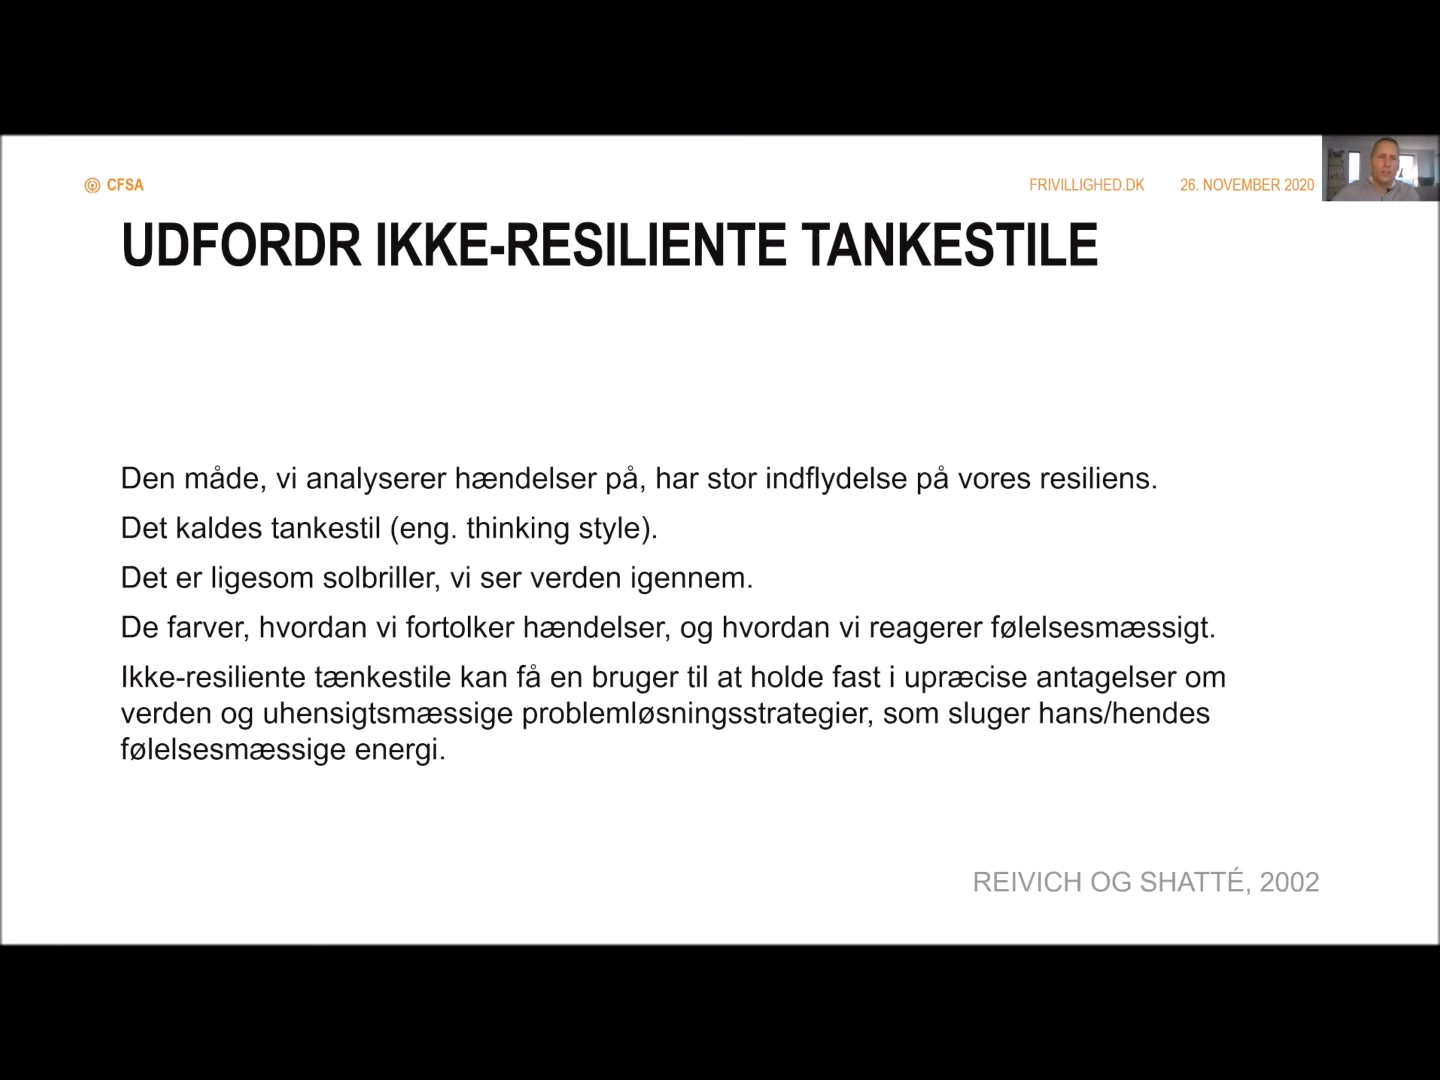 CFSA
FRIVILLIGHED.DK
26. NOVEMBER 2020
UDFORDR IKKE-RESILIENTE TANKESTILE
Den måde, vi analyserer hændelser på, har stor indflydelse på vores resiliens.
Det kaldes tankestil (eng. thinking style).
Det er ligesom solbriller, vi ser verden igennem.
De farver, hvordan vi fortolker hændelser, og hvordan vi reagerer følelsesmæssigt.
Ikke-resiliente tænkestile kan få en bruger til at holde fast i upræcise antagelser om
verden og uhensigtsmæssige problemløsningsstrategier, som sluger hans/hendes
følelsesmæssige energi.
REIVICH OG SHATTÉ, 2002